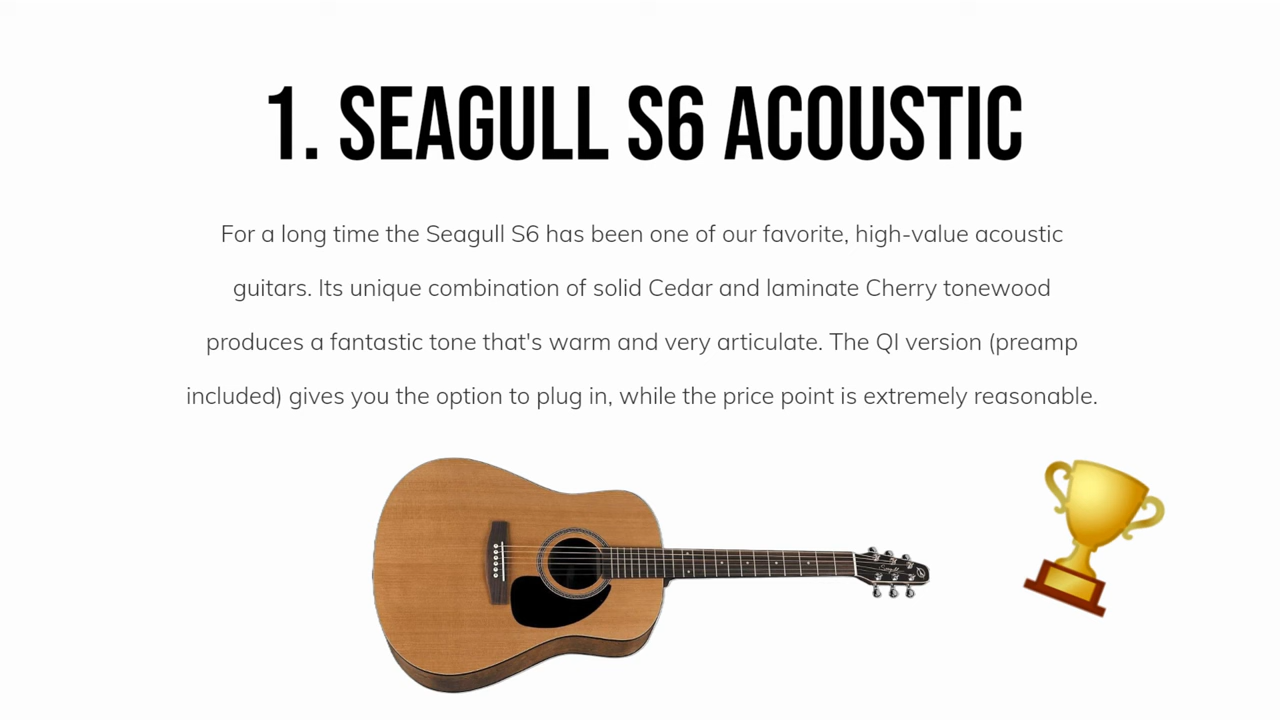 1. SEAGULL S6 ACOUSTIC
For a long time the Seagull S6 has been one of our favorite, high-value acoustic
guitars. Its unique combination of solid Cedar and laminate Cherry tonewood
produces a fantastic tone that's warm and very articulate. The QI version (preamp
included) gives you the option to plug in, while the price point is extremely reasonable.